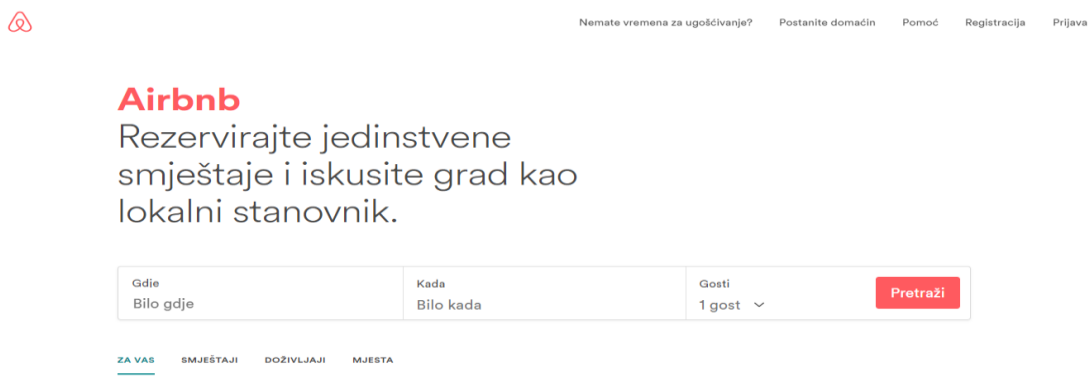 Nemate vremena za ugošćivanje? Postanite domaćin Pomoć Registracija Prijava
Airbnb
Rezervirajte jedinstvene
smještaje i iskusite grad kao
lokalni stanovnik.
Gdje Kada Gosti
Bilo gdje Bilo kada 1 gost Pretraži
ZA VAS SMJEŠTAJI DOŽIVLJAJI MJESTA